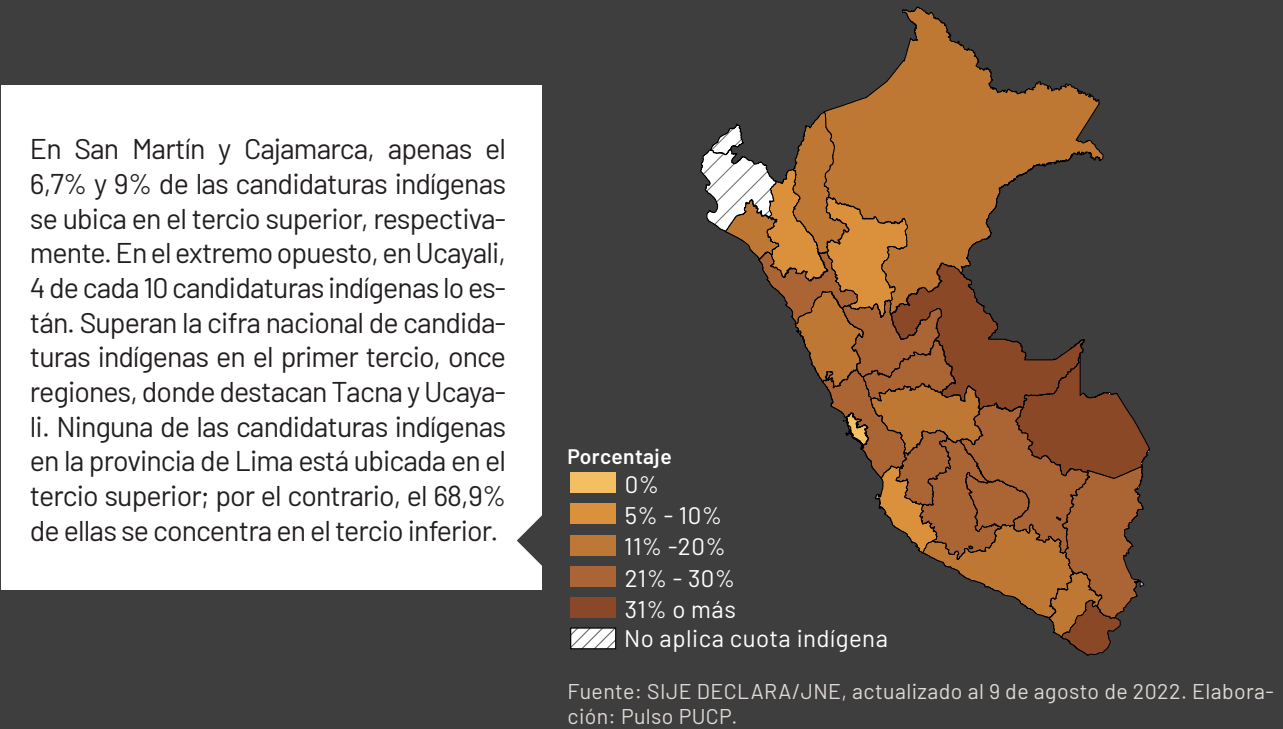 En San Martín y Cajamarca, apenas el
6,7% y 9% de las candidaturas indígenas
se ubica en el tercio superior, respectiva-
mente. En el extremo opuesto, en Ucayali,
4 de cada 10 candidaturas indígenas lo es-
tán. Superan la cifra nacional de candida-
turas indígenas en el primer tercio, once
regiones, donde destacan Tacna y Ucaya-
li. Ninguna de las candidaturas indígenas
en la provincia de Lima está ubicada en el
tercio superior; por el contrario, el 68,9%
de ellas se concentra en el tercio inferior.
Porcentaje
0%
5% - 10%
11% -20%
21% - 30%
31% o más
No aplica cuota indígena
Fuente: SIJE DECLARA/JNE, actualizado al 9 de agosto de 2022. Elabora-
ción: Pulso PUCP.